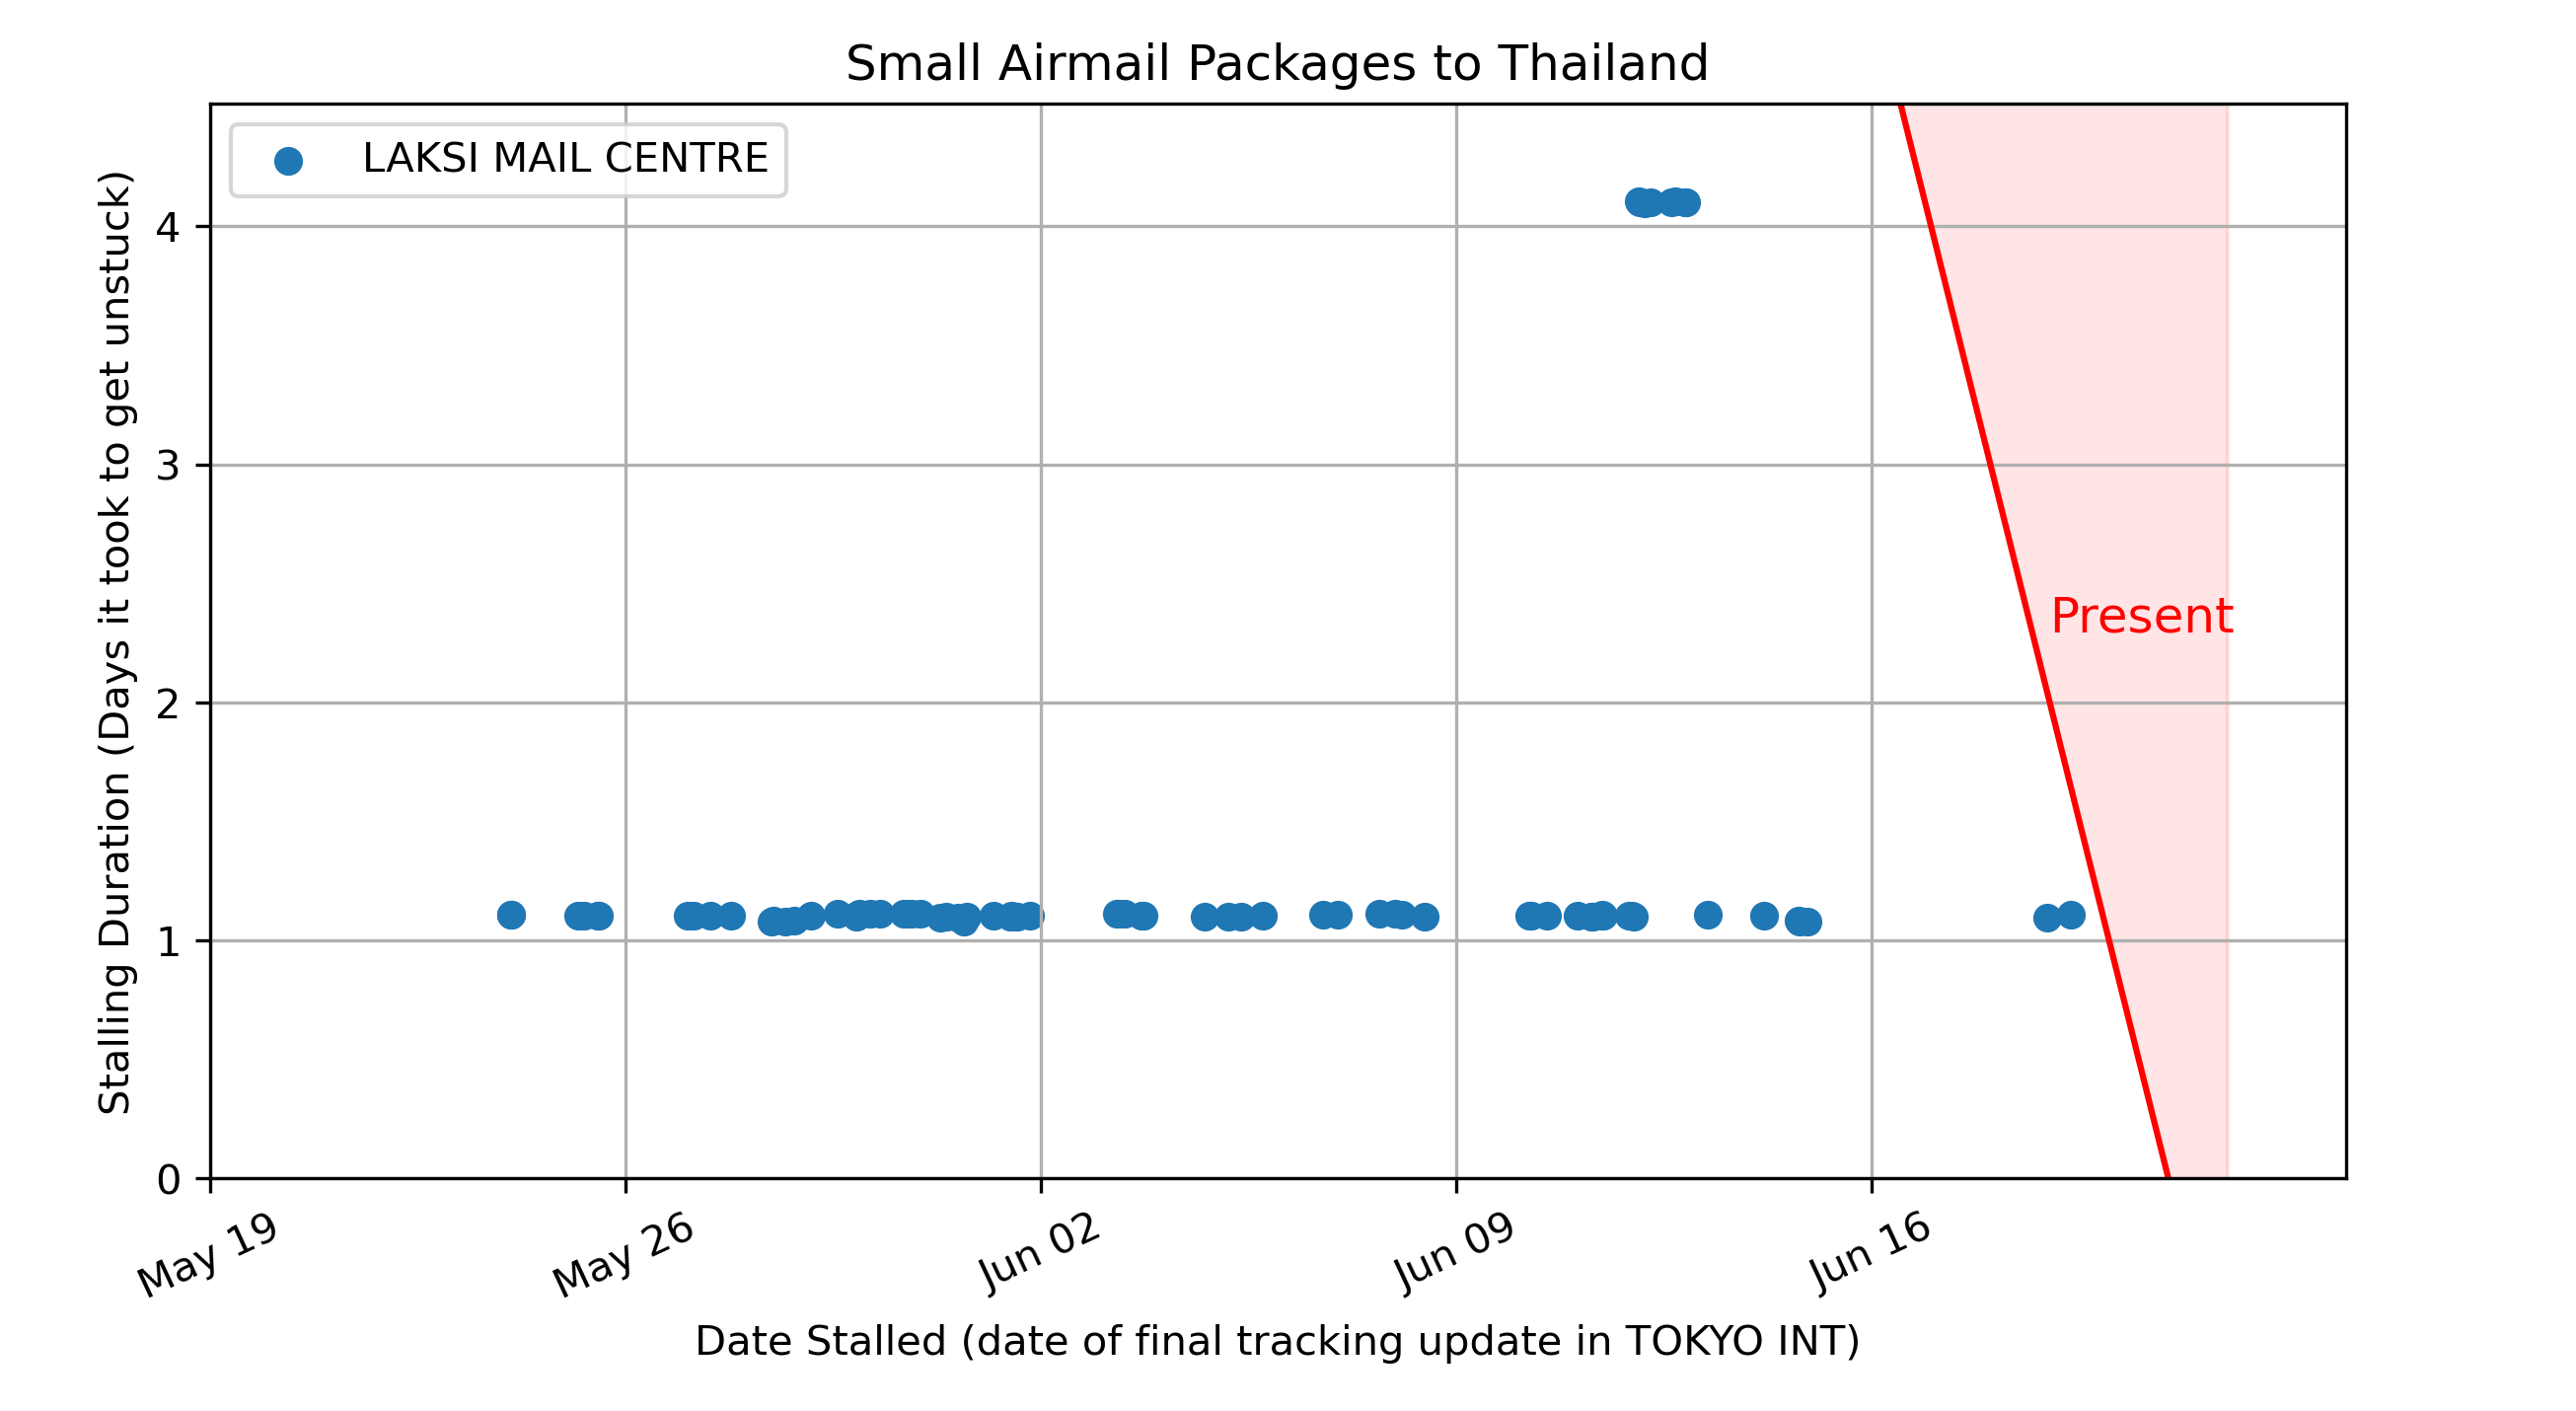 Small Airmail Packages to Thailand
LAKSI MAIL CENTRE
Stalling Duration (Days it took to get unstuck)
4
3
2
1
0
Present
May 19
May 26
Jun 02
Jun 09
Jun 16
Date Stalled (date of final tracking update in TOKYO INT)